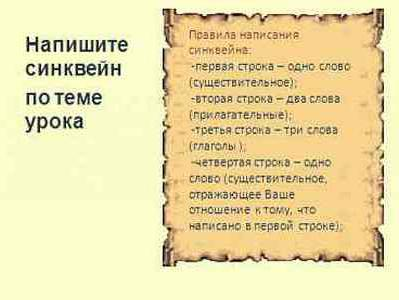 Напишите
синквейн
по теме
урока
Правила написания
синквейна:
-первая строка – одно слово
(существительное);
-вторая строка – два слова
(прилагательные);
-третья строка – три слова
(глаголы );
-четвертая строка – одно
слово (существительное,
отражающее Ваше
отношение к тому, что
написано в первой строке);